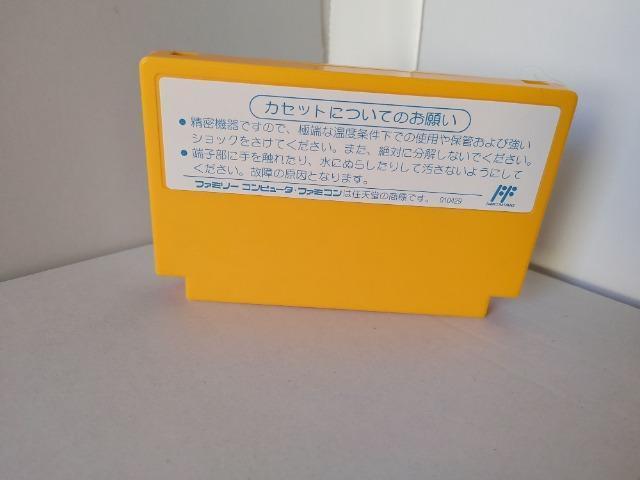 カセットについてのお願い
●精密機器ですので、極端な温度条件下での使用や保管および強い
ショックをさけてください。また、絶対に分解しないでください。
●端子部に手を触れたり、水にぬらしたりして汚さないようにして
ください。故障の原因となります。
ファミリーコンピュータ・ファミコンは任天堂の商標です。 910429